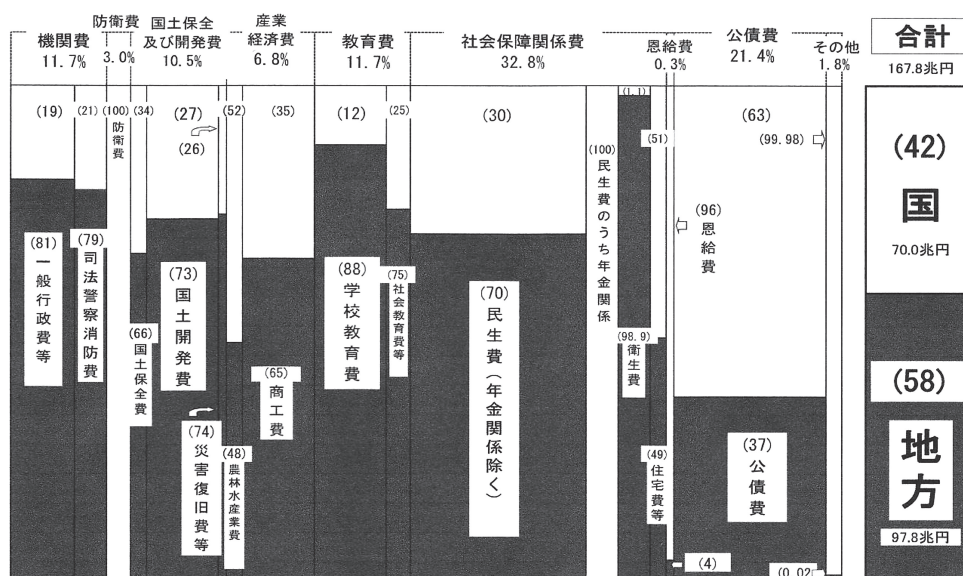 機関費
11.7%
防衛費
3.0%
国土保全
及び開発費
10.5%
産業
経済費
6.8%
教育費
11.7%
社会保障関係費
32.8%
恩給費
0.3%
公債費
21.4%
その他
1.8%
合計
167.8兆円
(19)
(21)
(100)
防衛費
(34)
(27)
(26)
(52)
(35)
(12)
(25)
(30)
(100)
民生費のうち年金関係
(1.1)
(51)
(63)
(99.98)
(96)
恩給費
(42)
国
70.0兆円
(81)
一般行政費等
(79)
司法警察消防費
(66)
国土保全費
(73)
国土開発費
(74)
災害復旧費等
(48)
農林水産業費
(65)
商工費
(88)
学校教育費
(75)
社会教育費等
(70)
民生費(年金関係除く)
(98.9)
衛生費
(49)
住宅費等
(37)
公債費
(4)
(0.02
(58)
地方
97.8兆円